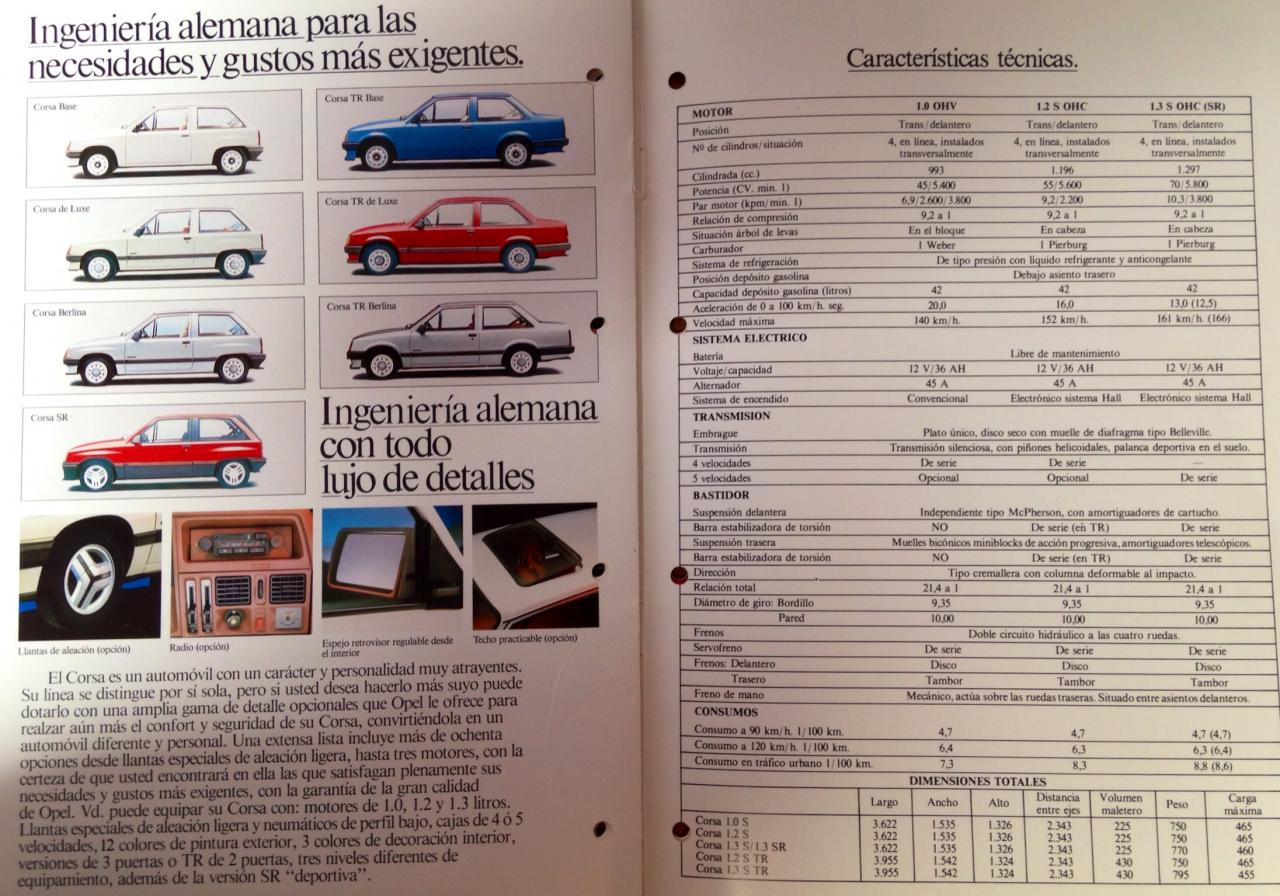 Ingeniería alemana para las
necesidades y gustos más exigentes.
Corsa Base
Corsa TR Base
Corsa de Luxe
Corsa TR de Luxe
Corsa Berlina
Corsa TR Berlina
Corsa SR
Ingeniería alemana
con todo
lujo de detalles
Llantas de aleación (opción)
Radio (opción)
Espejo retrovisor regulable desde
el interior
Techo practicable (opción)
El Corsa es un automóvil con un carácter y personalidad muy atrayentes.
Su línea se distingue por sí sola, pero si usted desea hacerlo más suyo puede
dotarlo con una amplia gama de detalle opcionales que Opel le ofrece para
realzar aún más el confort y seguridad de su Corsa, convirtiéndola en un
automóvil diferente y personal. Una extensa lista incluye más de ochenta
opciones desde llantas especiales de aleación ligera, hasta tres motores, con la
certeza de que usted encontrará en ella las que satisfagan plenamente sus
necesidades y gustos más exigentes, con la garantía de la gran calidad
de Opel. Vd. puede equipar su Corsa con: motores de 1.0, 1.2 y 1.3 litros.
Llantas especiales de aleación ligera y neumáticos de perfil bajo, cajas de 4 ó 5
velocidades, 12 colores de pintura exterior, 3 colores de decoración interior,
versiones de 3 puertas o TR de 2 puertas, tres niveles diferentes de
equipamiento, además de la versión SR “deportiva”.
Características técnicas.
MOTOR 1.0 OHV 1.2 S OHC 1.3 S OHC (SR)
Posición Trans/delantero Trans/delantero Trans/delantero
Nº de cilindros/situación 4, en línea, instalados 4, en línea, instalados 4, en línea, instalados
transversalmente transversalmente transversalmente
Cilindrada (cc.) 993 1.196 1.297
Potencia (CV. min. 1) 45/5.400 55/5.600 70/5.800
Par motor (kpm/min. 1) 6,9/2.600/3.800 9,2/2.200 10,3/3.800
Relación de compresión 9,2 a 1 9,2 a 1 9,2 a 1
Situación árbol de levas En el bloque En cabeza En cabeza
Carburador 1 Weber 1 Pierburg 1 Pierburg
Sistema de refrigeración De tipo presión con líquido refrigerante y anticongelante
Posición depósito gasolina Debajo asiento trasero
Capacidad depósito gasolina (litros) 42 42 42
Aceleración de 0 a 100 km/h. seg. 20,0 16,0 13,0 (12,5)
Velocidad máxima 140 km/h. 152 km/h. 161 km/h. (166)
SISTEMA ELECTRICO
Batería Libre de mantenimiento
Voltaje/capacidad 12 V/36 AH 12 V/36 AH 12 V/36 AH
Alternador 45 A 45 A 45 A
Sistema de encendido Convencional Electrónico sistema Hall Electrónico sistema Hall
TRANSMISION
Embrague Plato único, disco seco con muelle de diafragma tipo Belleville.
Transmisión Transmisión silenciosa, con piñones helicoidales, palanca deportiva en el suelo.
4 velocidades De serie De serie —
5 velocidades Opcional Opcional De serie
BASTIDOR
Suspensión delantera Independiente tipo McPherson, con amortiguadores de cartucho.
Barra estabilizadora de torsión NO De serie (en TR) De serie
Suspensión trasera Muelles bicónicos miniblocks de acción progresiva, amortiguadores telescópicos.
Barra estabilizadora de torsión NO De serie (en TR) De serie
Dirección Tipo cremallera con columna deformable al impacto.
Relación total 21,4 a 1 21,4 a 1 21,4 a 1
Diámetro de giro: Bordillo 9,35 9,35 9,35
Pared 10,00 10,00 10,00
Frenos Doble circuito hidráulico a las cuatro ruedas.
Servofreno De serie De serie De serie
Frenos: Delantero Disco Disco Disco
Trasero Tambor Tambor Tambor
Freno de mano Mecánico, actúa sobre las ruedas traseras. Situado entre asientos delanteros.
CONSUMOS
Consumo a 90 km/h. 1/100 km. 4,7 4,7 4,7 (4,7)
Consumo a 120 km/h. 1/100 km. 6,4 6,3 6,3 (6,4)
Consumo en tráfico urbano 1/100 km. 7,3 8,3 8,8 (8,6)
DIMENSIONES TOTALES
Largo Ancho Alto Distancia entre ejes Volumen maletero Peso Carga máxima
Corsa 1.0 S 3.622 1.535 1.326 2.343 225 750 465
Corsa 1.2 S 3.622 1.535 1.326 2.343 225 750 465
Corsa 1.3 S/1.3 SR 3.622 1.535 1.326 2.343 225 770 460
Corsa 1.2 S TR 3.955 1.542 1.324 2.343 430 750 465
Corsa 1.3 S TR 3.955 1.542 1.324 2.343 430 795 455